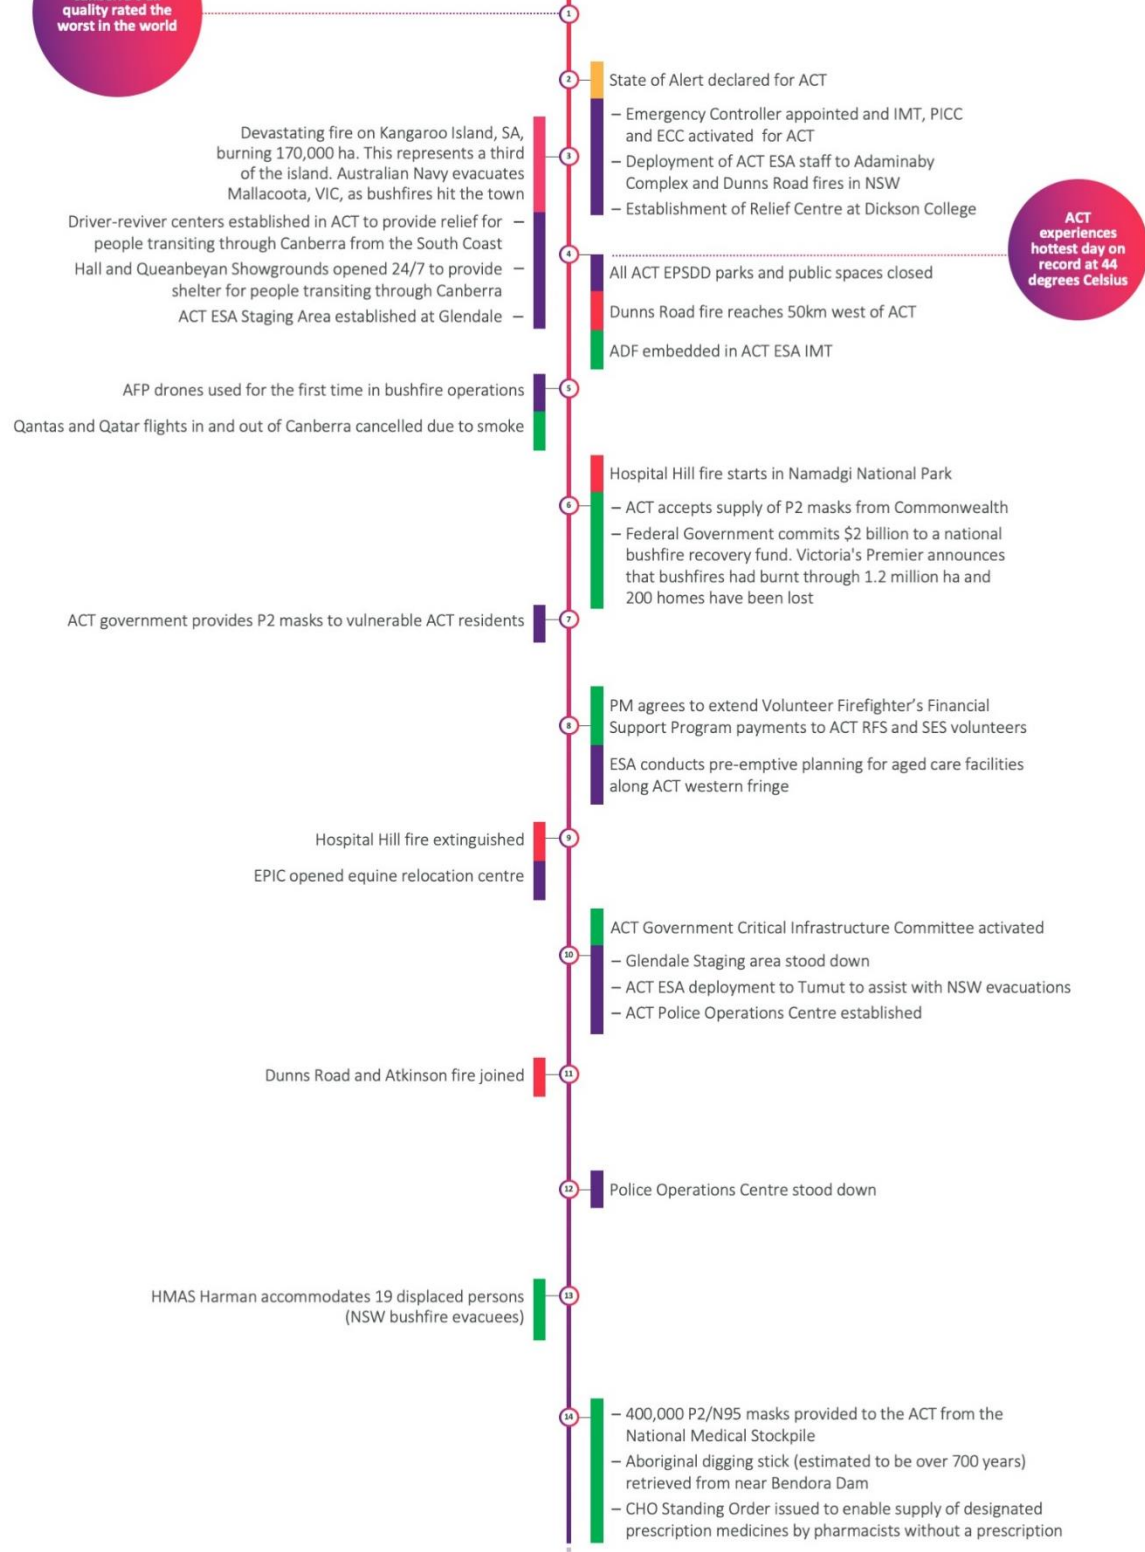 quality rated the
worst in the world
1
2
State of Alert declared for ACT
– Emergency Controller appointed and IMT, PICC
and ECC activated for ACT
– Deployment of ACT ESA staff to Adaminaby
Complex and Dunns Road fires in NSW
– Establishment of Relief Centre at Dickson College
3
Devastating fire on Kangaroo Island, SA,
burning 170,000 ha. This represents a third
of the island. Australian Navy evacuates
Mallacoota, VIC, as bushfires hit the town
Driver-reviver centers established in ACT to provide relief for –
people transiting through Canberra from the South Coast
Hall and Queanbeyan Showgrounds opened 24/7 to provide –
shelter for people transiting through Canberra
ACT ESA Staging Area established at Glendale –
4
ACT
experiences
hottest day on
record at 44
degrees Celsius
All ACT EPSDD parks and public spaces closed
Dunns Road fire reaches 50km west of ACT
ADF embedded in ACT ESA IMT
5
AFP drones used for the first time in bushfire operations
Qantas and Qatar flights in and out of Canberra cancelled due to smoke
6
Hospital Hill fire starts in Namadgi National Park
– ACT accepts supply of P2 masks from Commonwealth
– Federal Government commits $2 billion to a national
bushfire recovery fund. Victoria's Premier announces
that bushfires had burnt through 1.2 million ha and
200 homes have been lost
7
ACT government provides P2 masks to vulnerable ACT residents
8
PM agrees to extend Volunteer Firefighter’s Financial
Support Program payments to ACT RFS and SES volunteers
ESA conducts pre-emptive planning for aged care facilities
along ACT western fringe
9
Hospital Hill fire extinguished
EPIC opened equine relocation centre
10
ACT Government Critical Infrastructure Committee activated
– Glendale Staging area stood down
– ACT ESA deployment to Tumut to assist with NSW evacuations
– ACT Police Operations Centre established
11
Dunns Road and Atkinson fire joined
12
Police Operations Centre stood down
13
HMAS Harman accommodates 19 displaced persons
(NSW bushfire evacuees)
14
– 400,000 P2/N95 masks provided to the ACT from the
National Medical Stockpile
– Aboriginal digging stick (estimated to be over 700 years)
retrieved from near Bendora Dam
– CHO Standing Order issued to enable supply of designated
prescription medicines by pharmacists without a prescription